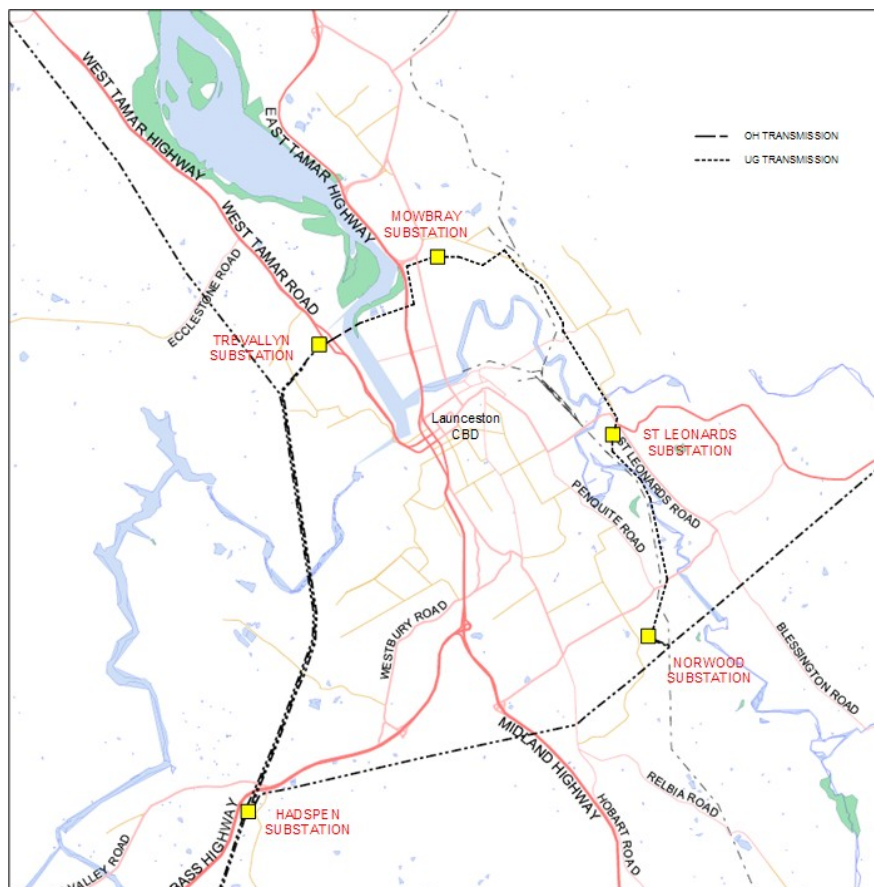 WEST TAMAR HIGHWAY
EAST TAMAR HIGHWAY
OH TRANSMISSION
UG TRANSMISSION
MOWBRAY
SUBSTATION
WEST TAMAR ROAD
ECCLESTONE ROAD
TREVALLYN
SUBSTATION
Launceston
CBD
ST LEONARDS
SUBSTATION
ST LEONARDS ROAD
PENQUITE ROAD
WESTBURY ROAD
BLESSINGTON ROAD
NORWOOD
SUBSTATION
MIDLAND HIGHWAY
RELBIA ROAD
HOBART ROAD
HADSPEN
SUBSTATION
BASS HIGHWAY
VALLEY ROAD